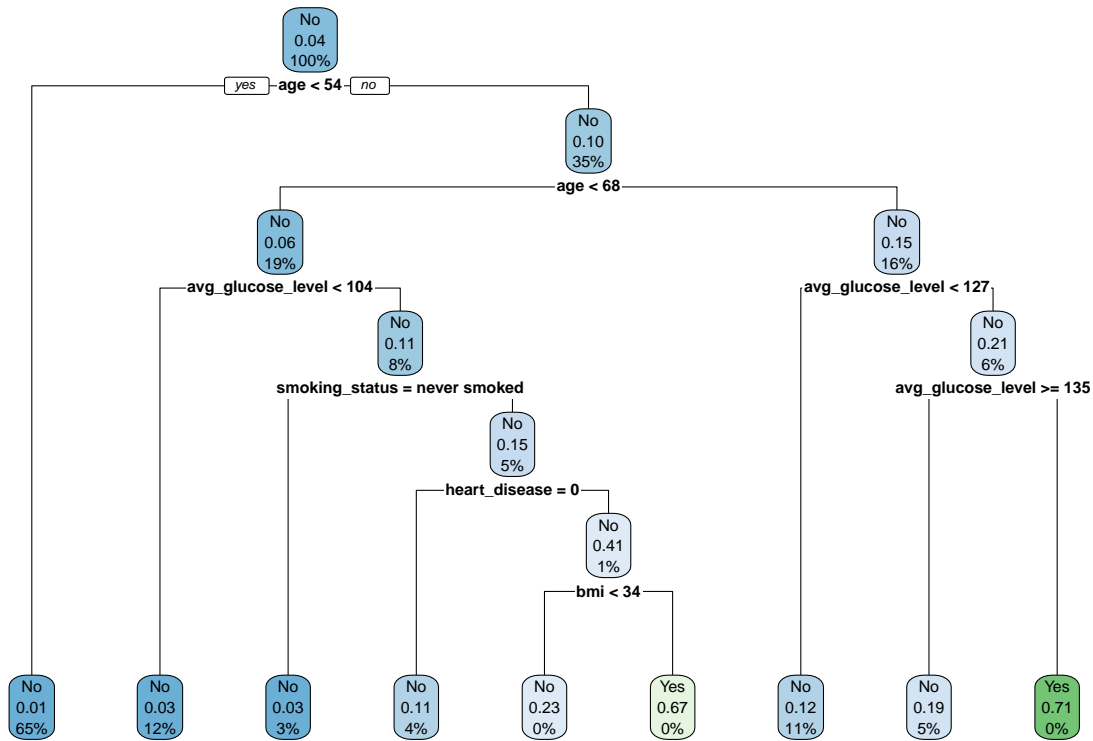 No
0.04
100%
yes age < 54 no
No
0.10
35%
age < 68
No
0.06
19%
No
0.15
16%
avg_glucose_level < 104
avg_glucose_level < 127
No
0.11
8%
No
0.21
6%
smoking_status = never smoked
avg_glucose_level >= 135
No
0.15
5%
heart_disease = 0
No
0.41
1%
bmi < 34
No
0.01
65%
No
0.03
12%
No
0.03
3%
No
0.11
4%
No
0.23
0%
Yes
0.67
0%
No
0.12
11%
No
0.19
5%
Yes
0.71
0%